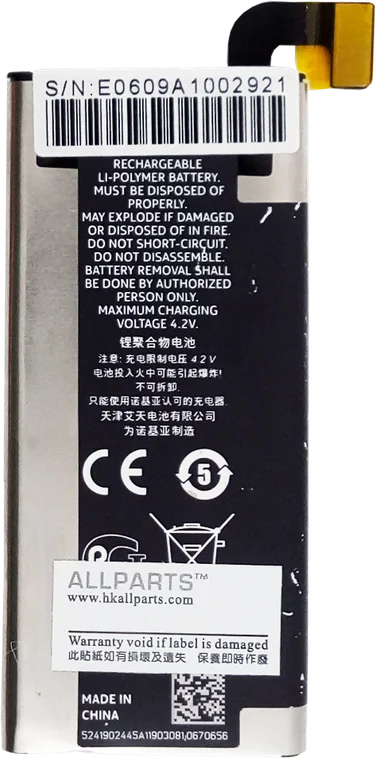 S/N:E0609A1002921
RECHARGEABLE
LI-POLYMER BATTERY.
MUST BE DISPOSED OF
PROPERLY.
MAY EXPLODE IF DAMAGED
OR DISPOSED OF IN FIRE.
DO NOT SHORT-CIRCUIT.
DO NOT DISASSEMBLE.
BATTERY REMOVAL SHALL
BE DONE BY AUTHORIZED
PERSON ONLY.
MAXIMUM CHARGING
VOLTAGE 4.2V.
锂聚合物电池
注意: 充电限制电压 4.2V
电池投入火中可能引起爆炸!
不可拆卸.
只能使用诺基亚认可的充电器.
天津艾天电池有限公司
为诺基亚制造
CE 5
ALLPARTS™
www.hkallparts.com
Warranty void if label is damaged
此貼紙如有損環及遺失 保養即時作廢
MADE IN
CHINA
5241902445A11903081,0670656